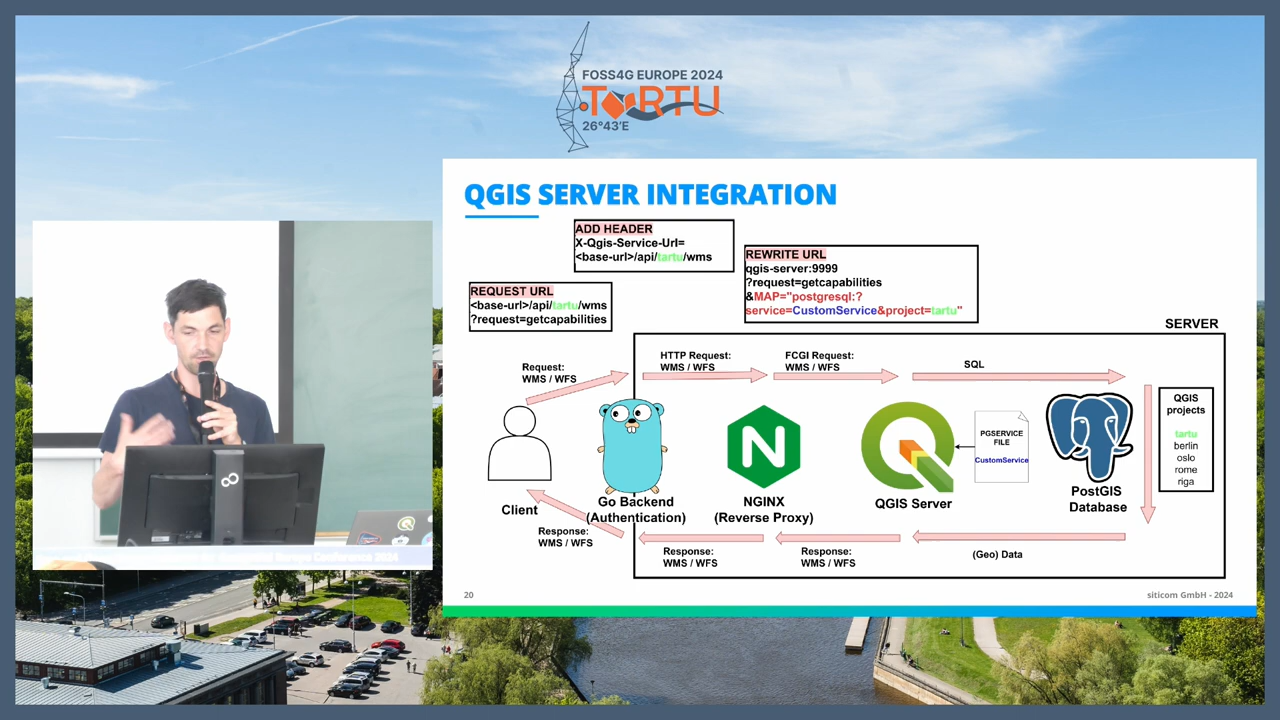 FOSS4G EUROPE 2024
TARTU
26°43'E
QGIS SERVER INTEGRATION
ADD HEADER
X-Qgis-Service-Url=
<base-url>/api/tartu/wms
REWRITE URL
qgis-server:9999
?request=getcapabilities
&MAP="postgresql:?
service=CustomService&project=tartu"
REQUEST URL
<base-url>/api/tartu/wms
?request=getcapabilities
SERVER
Request:
WMS / WFS
HTTP Request:
WMS / WFS
FCGI Request:
WMS / WFS
SQL
QGIS
projects
tartu
berlin
oslo
rome
riga
PGSERVICE
FILE
CustomService
Client
Go Backend
(Authentication)
NGINX
(Reverse Proxy)
QGIS Server
PostGIS
Database
Response:
WMS / WFS
Response:
WMS / WFS
Response:
WMS / WFS
(Geo) Data
20
siticom GmbH - 2024